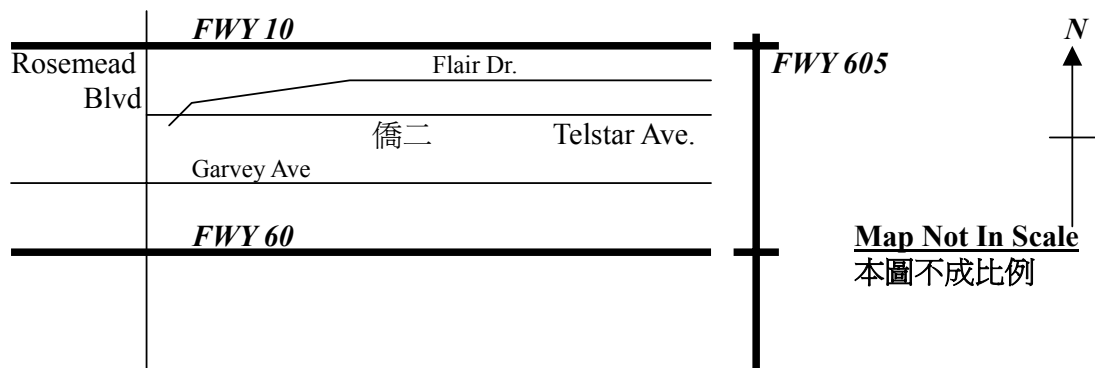 FWY 10
N
Rosemead
Blvd
Flair Dr.
FWY 605
僑二
Telstar Ave.
Garvey Ave
FWY 60
Map Not In Scale
本圖不成比例